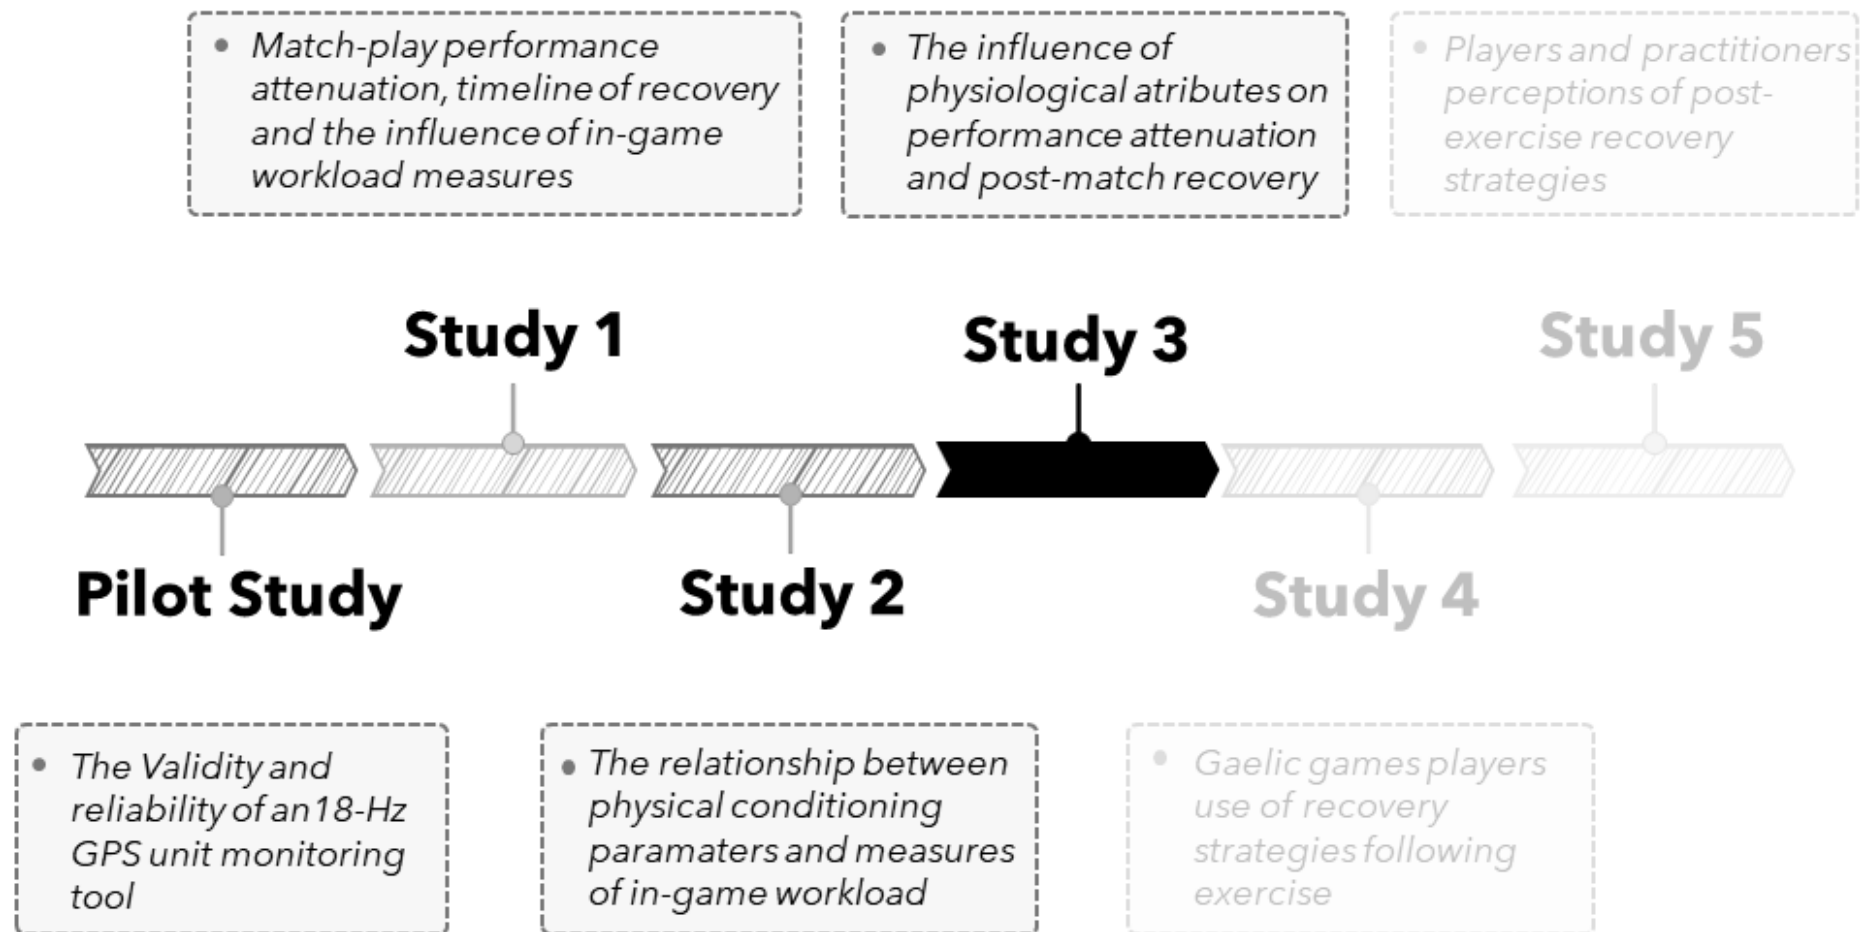 Match-play performance
attenuation, timeline of recovery
and the influence of in-game
workload measures
The influence of
physiological atributes on
performance attenuation
and post-match recovery
Players and practitioners
perceptions of post-
exercise recovery
strategies
Study 1
Study 3
Study 5
Pilot Study
Study 2
Study 4
The Validity and
reliability of an 18-Hz
GPS unit monitoring
tool
The relationship between
physical conditioning
paramaters and measures
of in-game workload
Gaelic games players
use of recovery
strategies following
exercise